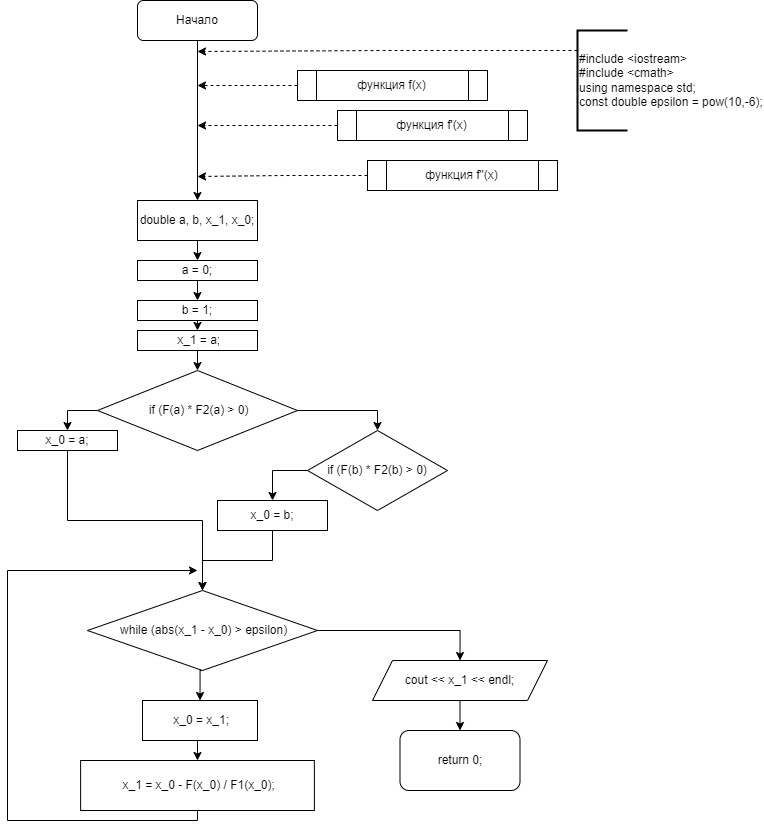 Начало
#include <iostream>
#include <cmath>
using namespace std;
const double epsilon = pow(10,-6);
функция f(x)
функция f'(x)
функция f''(x)
double a, b, x_1, x_0;
a = 0;
b = 1;
x_1 = a;
if (F(a) * F2(a) > 0)
x_0 = a;
if (F(b) * F2(b) > 0)
x_0 = b;
while (abs(x_1 - x_0) > epsilon)
cout << x_1 << endl;
x_0 = x_1;
return 0;
x_1 = x_0 - F(x_0) / F1(x_0);